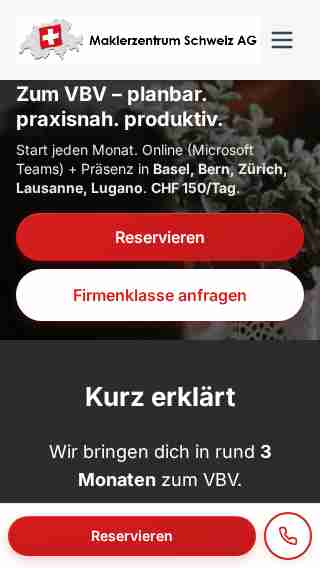 Maklerzentrum Schweiz AG
Zum VBV – planbar.
praxisnah. produktiv.
Start jeden Monat. Online (Microsoft
Teams) + Präsenz in Basel, Bern, Zürich,
Lausanne, Lugano. CHF 150/Tag.
Reservieren
Firmenklasse anfragen
Kurz erklärt
Wir bringen dich in rund 3
Monaten zum VBV.
Reservieren